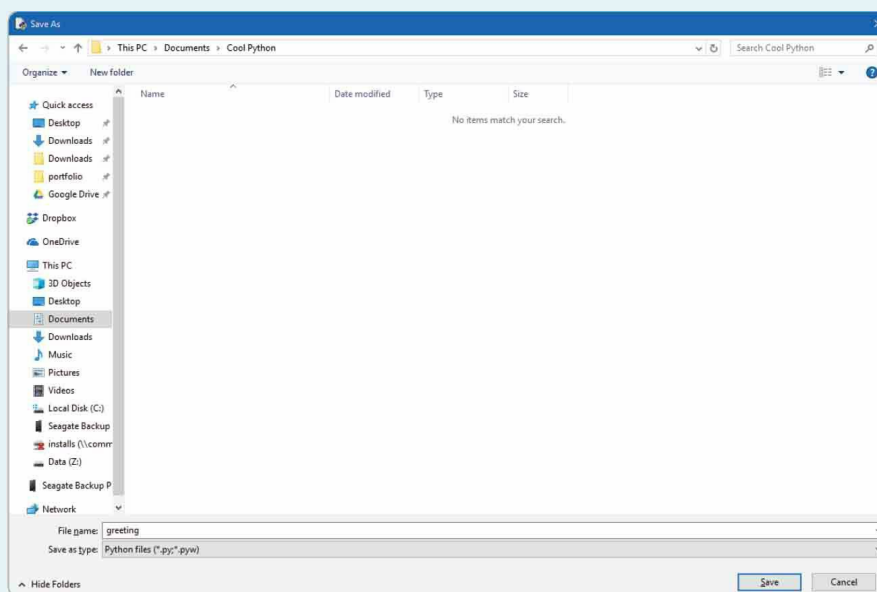 Save As
This PC > Documents > Cool Python
Search Cool Python
Organize
New folder
Name
Date modified
Type
Size
No items match your search.
Quick access
Desktop
Downloads
Downloads
portfolio
Google Drive
Dropbox
OneDrive
This PC
3D Objects
Desktop
Documents
Downloads
Music
Pictures
Videos
Local Disk (C:)
Seagate Backup
installs (\\comm
Data (Z:)
Seagate Backup P
Network
File name: greeting
Save as type: Python files (*.py;*.pyw)
Hide Folders
Save
Cancel